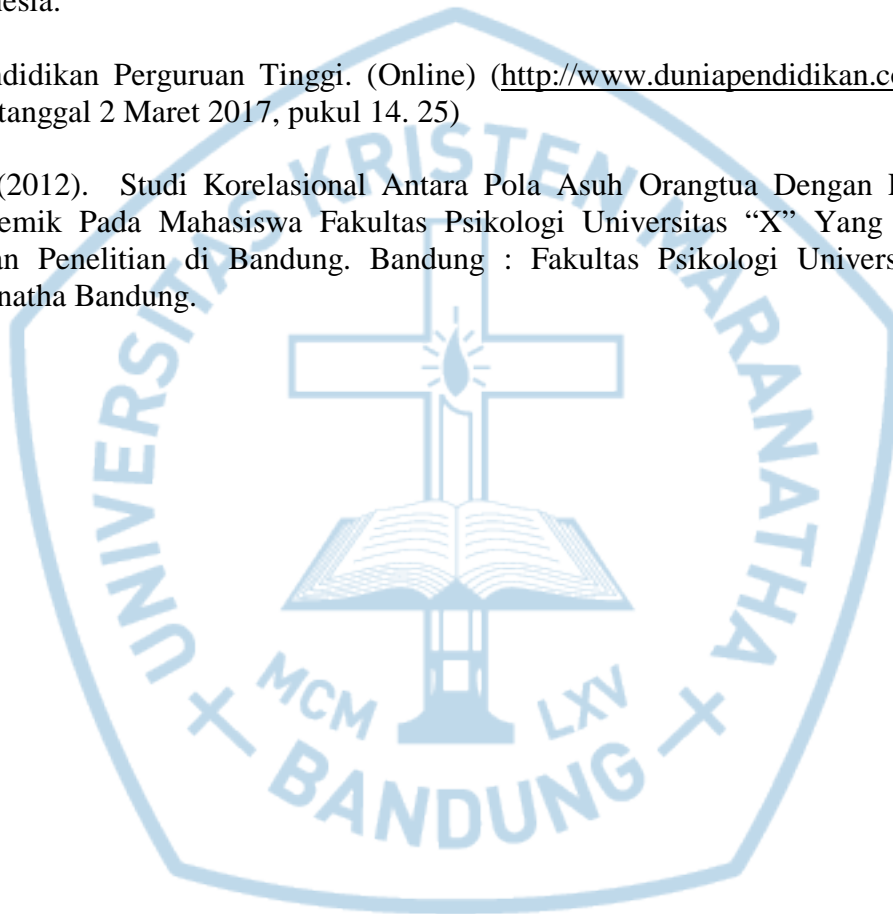 nesia.
ndidikan Perguruan Tinggi. (Online) (http://www.duniapendidikan.co
tanggal 2 Maret 2017, pukul 14. 25)
(2012). Studi Korelasional Antara Pola Asuh Orangtua Dengan
emik Pada Mahasiswa Fakultas Psikologi Universitas “X” Yang
an Penelitian di Bandung. Bandung : Fakultas Psikologi Univers
natha Bandung.
UNIVERSITAS KRISTEN MARANATHA
MCM LXV
BANDUNG